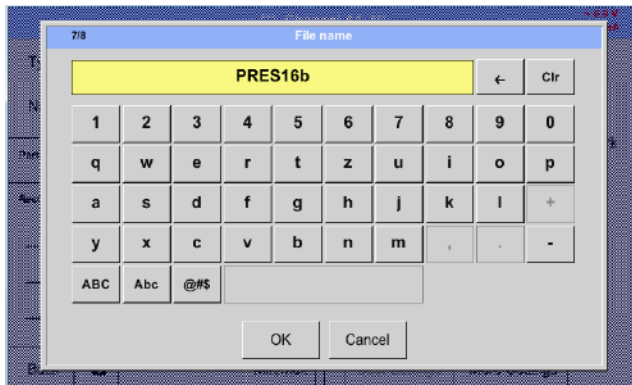 7/8 File name
PRES16b ← Clr
1 2 3 4 5 6 7 8 9 0
q w e r t z u i o p
a s d f g h j k l +
y x c v b n m , . -
ABC Abc @#$
OK Cancel